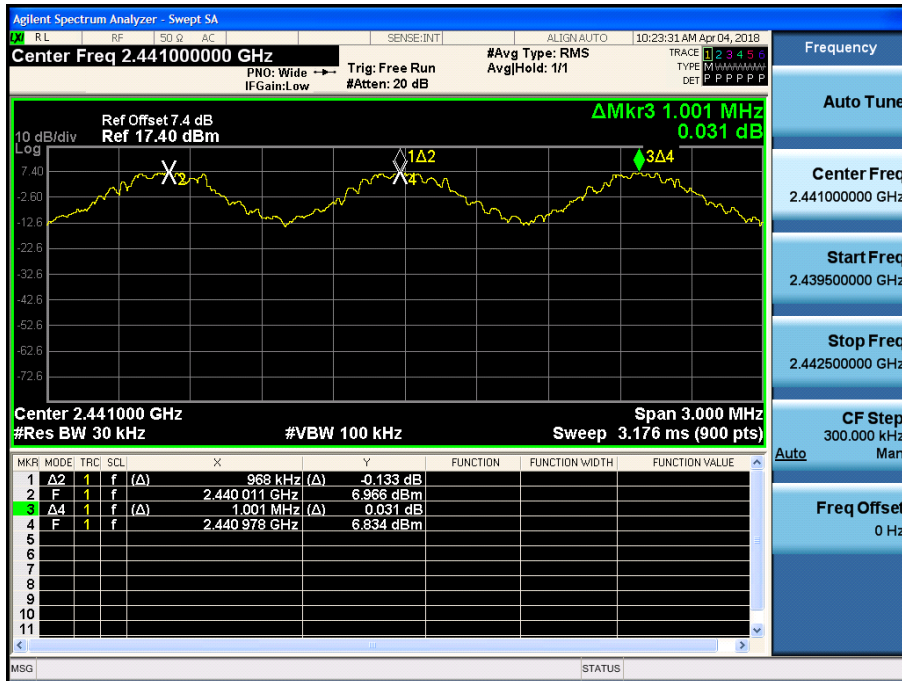 Agilent Spectrum Analyzer - Swept SA
LXI RL RF 50 Ω AC SENSE:INT ALIGN AUTO 10:23:31 AM Apr 04, 2018
Center Freq 2.441000000 GHz
PNO: Wide
IFGain:Low
Trig: Free Run
#Atten: 20 dB
#Avg Type: RMS
Avg|Hold: 1/1
TRACE 1 2 3 4 5 6
TYPE M
DET P P P P P P
Ref Offset 7.4 dB
10 dB/div Ref 17.40 dBm
Log
ΔMkr3 1.001 MHz
0.031 dB
7.40
-2.60
-12.6
-22.6
-32.6
-42.6
-52.6
-62.6
-72.6
2
1Δ2
4
3Δ4
Center 2.441000 GHz Span 3.000 MHz
#Res BW 30 kHz #VBW 100 kHz Sweep 3.176 ms (900 pts)
MKR MODE TRC SCL X Y FUNCTION FUNCTION WIDTH FUNCTION VALUE
1 Δ2 1 f (Δ) 968 kHz (Δ) -0.133 dB
2 F 1 f 2.440 011 GHz 6.966 dBm
3 Δ4 1 f (Δ) 1.001 MHz (Δ) 0.031 dB
4 F 1 f 2.440 978 GHz 6.834 dBm
5
6
7
8
9
10
11
MSG STATUS
Frequency
Auto Tune
Center Freq
2.441000000 GHz
Start Freq
2.439500000 GHz
Stop Freq
2.442500000 GHz
CF Step
300.000 kHz
Auto Man
Freq Offset
0 Hz